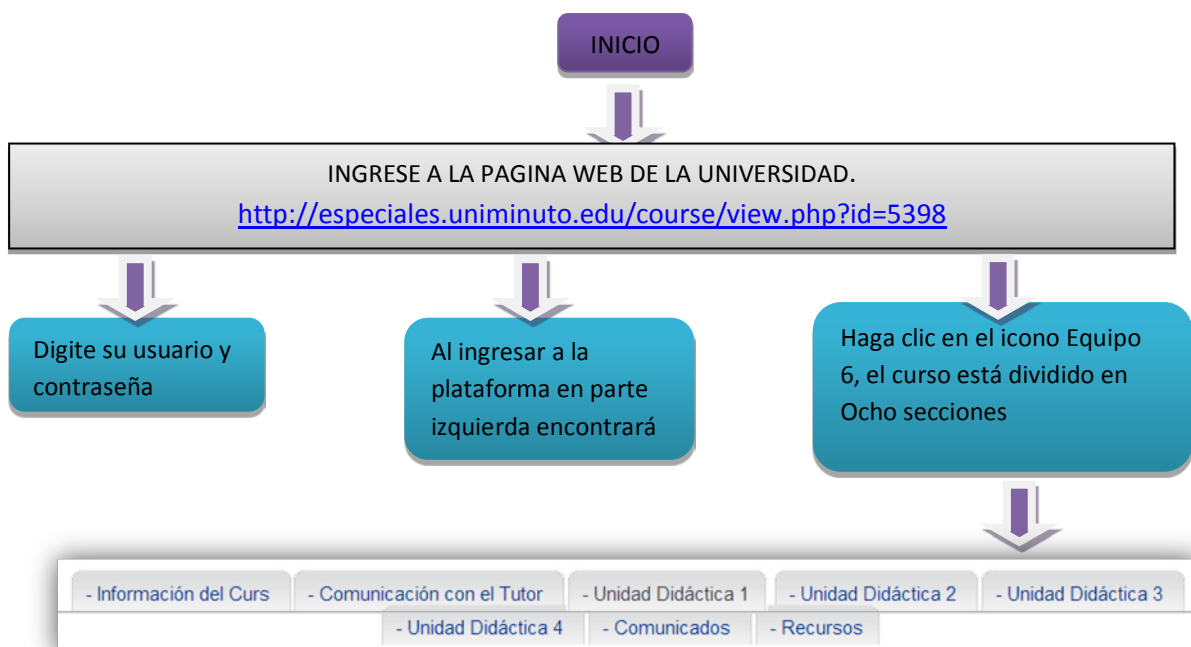 INICIO
INGRESE A LA PAGINA WEB DE LA UNIVERSIDAD.
http://especiales.uniminuto.edu/course/view.php?id=5398
Digite su usuario y
contraseña
Al ingresar a la
plataforma en parte
izquierda encontrará
Haga clic en el icono Equipo
6, el curso está dividido en
Ocho secciones
- Información del Curs
- Comunicación con el Tutor
- Unidad Didáctica 1
- Unidad Didáctica 2
- Unidad Didáctica 3
- Unidad Didáctica 4
- Comunicados
- Recursos